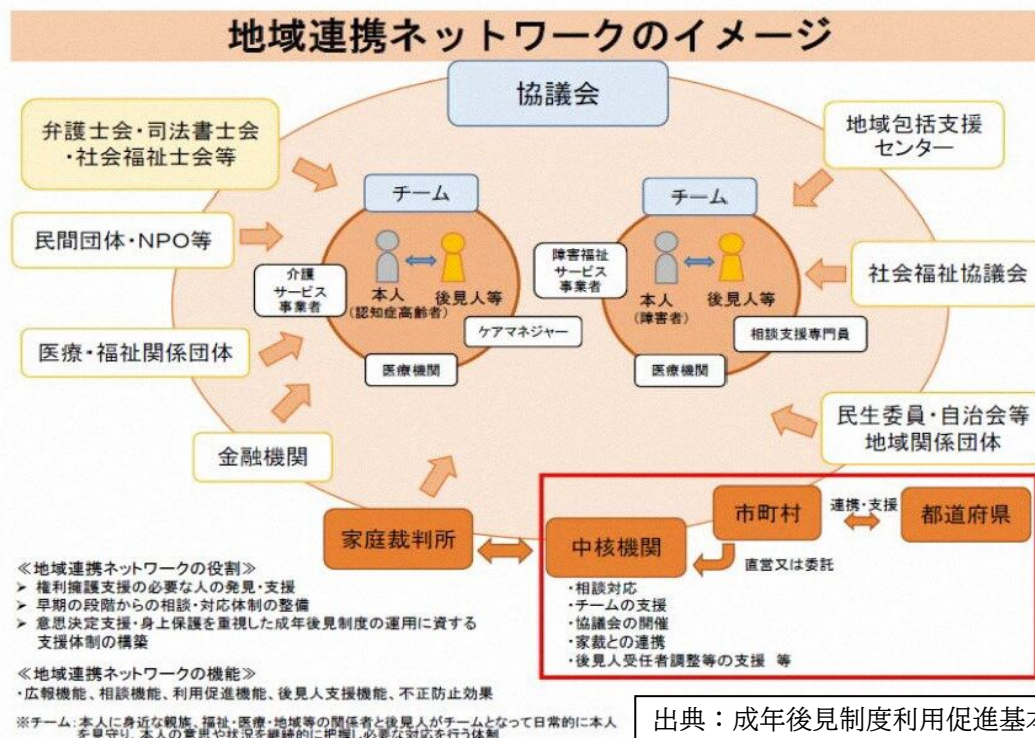 地域連携ネットワークのイメージ
協議会
弁護士会・司法書士会
・社会福祉士会等
地域包括支援
センター
チーム
チーム
民間団体・NPO等
社会福祉協議会
介護
サービス
事業者
本人
(認知症高齢者)
後見人等
ケアマネジャー
医療機関
障害福祉
サービス
事業者
本人
(障害者)
後見人等
相談支援専門員
医療機関
医療・福祉関係団体
金融機関
民生委員・自治会等
地域関係団体
家庭裁判所
中核機関
市町村
連携・支援
都道府県
直営又は委託
・相談対応
・チームの支援
・協議会の開催
・家裁との連携
・後見人受任者調整等の支援 等
≪地域連携ネットワークの役割≫
➢ 権利擁護支援の必要な人の発見・支援
➢ 早期の段階からの相談・対応体制の整備
➢ 意思決定支援・身上保護を重視した成年後見制度の運用に資する
支援体制の構築
≪地域連携ネットワークの機能≫
・広報機能、相談機能、利用促進機能、後見人支援機能、不正防止効果
※チーム:本人に身近な親族、福祉・医療・地域等の関係者と後見人がチームとなって日常的に本人
を見守り、本人の意思や状況を継続的に把握し必要な対応を行う体制
出典：成年後見制度利用促進基本